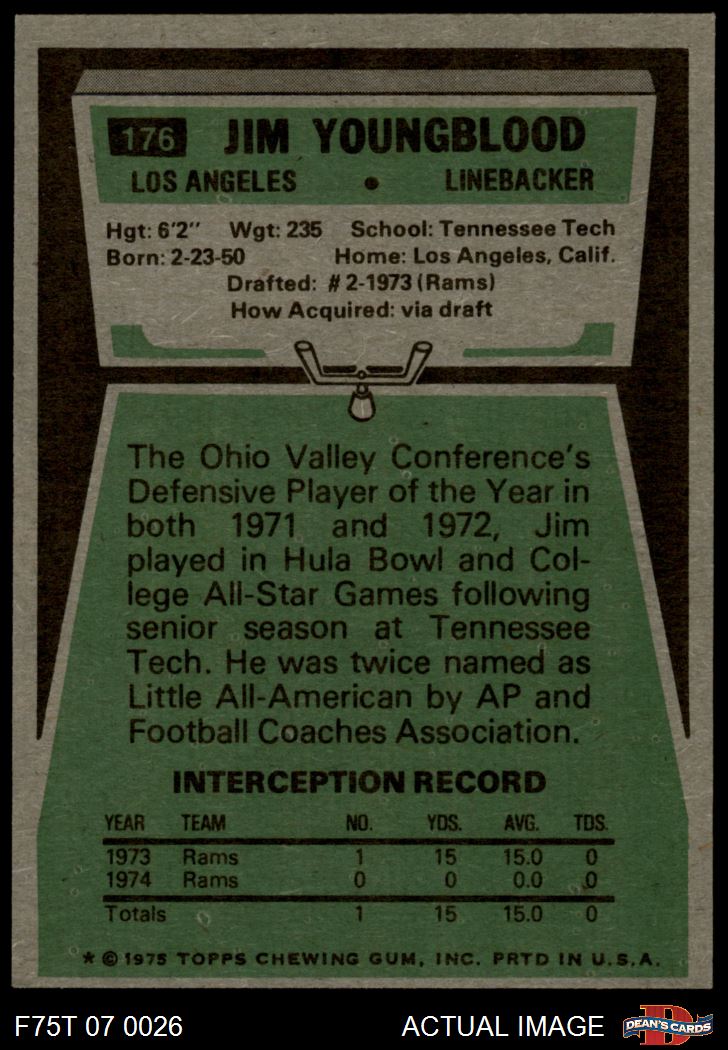 176 JIM YOUNGBLOOD
LOS ANGELES • LINEBACKER
Hgt: 6'2" Wgt: 235 School: Tennessee Tech
Born: 2-23-50 Home: Los Angeles, Calif.
Drafted: #2-1973 (Rams)
How Acquired: via draft
The Ohio Valley Conference's
Defensive Player of the Year in
both 1971 and 1972, Jim
played in Hula Bowl and Col-
lege All-Star Games following
senior season at Tennessee
Tech. He was twice named as
Little All-American by AP and
Football Coaches Association.
INTERCEPTION RECORD
YEAR TEAM NO. YDS. AVG. TDS.
1973 Rams 1 15 15.0 0
1974 Rams 0 0 0.0 0
Totals 1 15 15.0 0
* © 1975 TOPPS CHEWING GUM, INC. PRTD IN U.S.A.
F75T 07 0026 ACTUAL IMAGE D DEAN'S CARDS